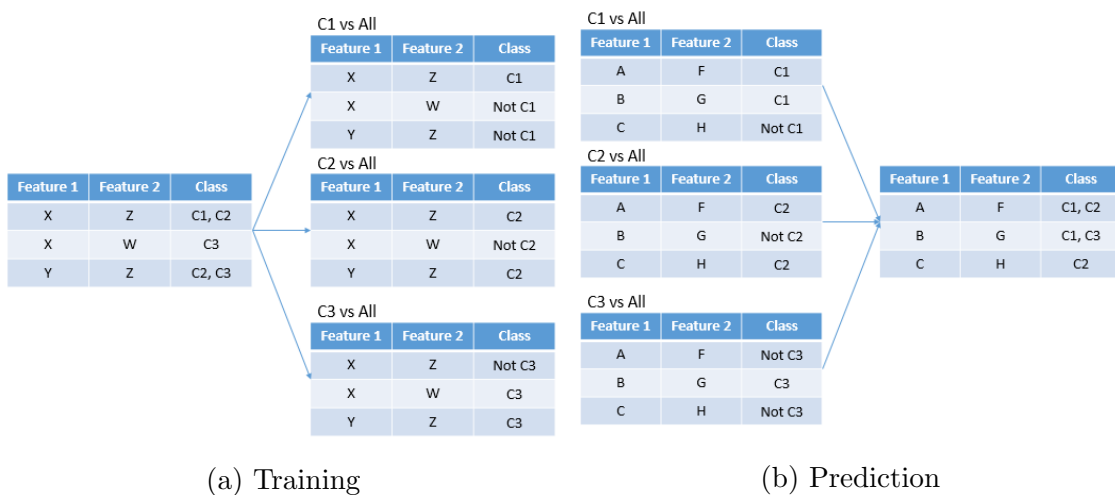 C1 vs All
Feature 1 Feature 2 Class
X Z C1
X W Not C1
Y Z Not C1
C2 vs All
Feature 1 Feature 2 Class
X Z C2
X W Not C2
Y Z C2
C3 vs All
Feature 1 Feature 2 Class
X Z Not C3
X W C3
Y Z C3
Feature 1 Feature 2 Class
X Z C1, C2
X W C3
Y Z C2, C3
(a) Training
C1 vs All
Feature 1 Feature 2 Class
A F C1
B G C1
C H Not C1
C2 vs All
Feature 1 Feature 2 Class
A F C2
B G Not C2
C H C2
C3 vs All
Feature 1 Feature 2 Class
A F Not C3
B G C3
C H Not C3
Feature 1 Feature 2 Class
A F C1, C2
B G C1, C3
C H C2
(b) Prediction